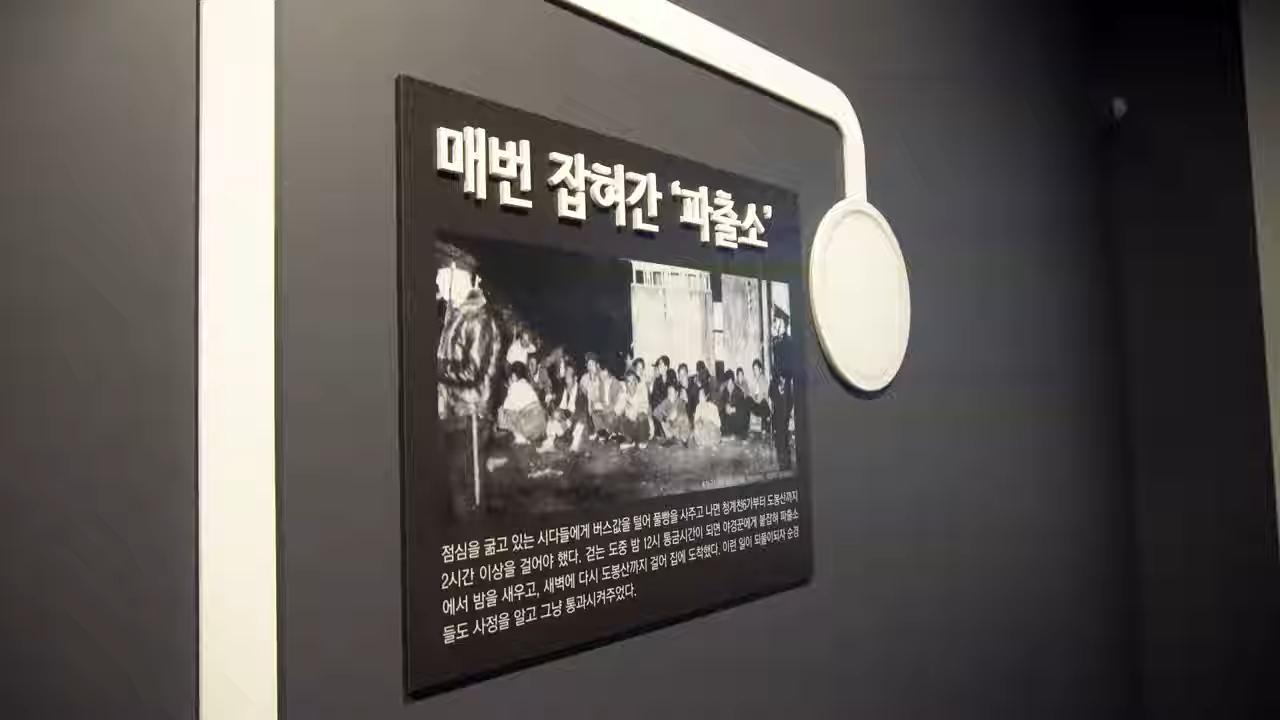 매번 잡혀간 '파출소'
점심을 굶고 있는 시다들에게 버스값을 털어 풀빵을 사주고 나면 청계천6가부터 도봉산까지
2시간 이상을 걸어야 했다. 걷는 도중 밤 12시 통금시간이 되면 야경꾼에게 붙잡혀 파출소
에서 밤을 새우고, 새벽에 다시 도봉산까지 걸어 집에 도착했다. 이런 일이 되풀이되자 순경
들도 사정을 알고 그냥 통과시켜주었다.